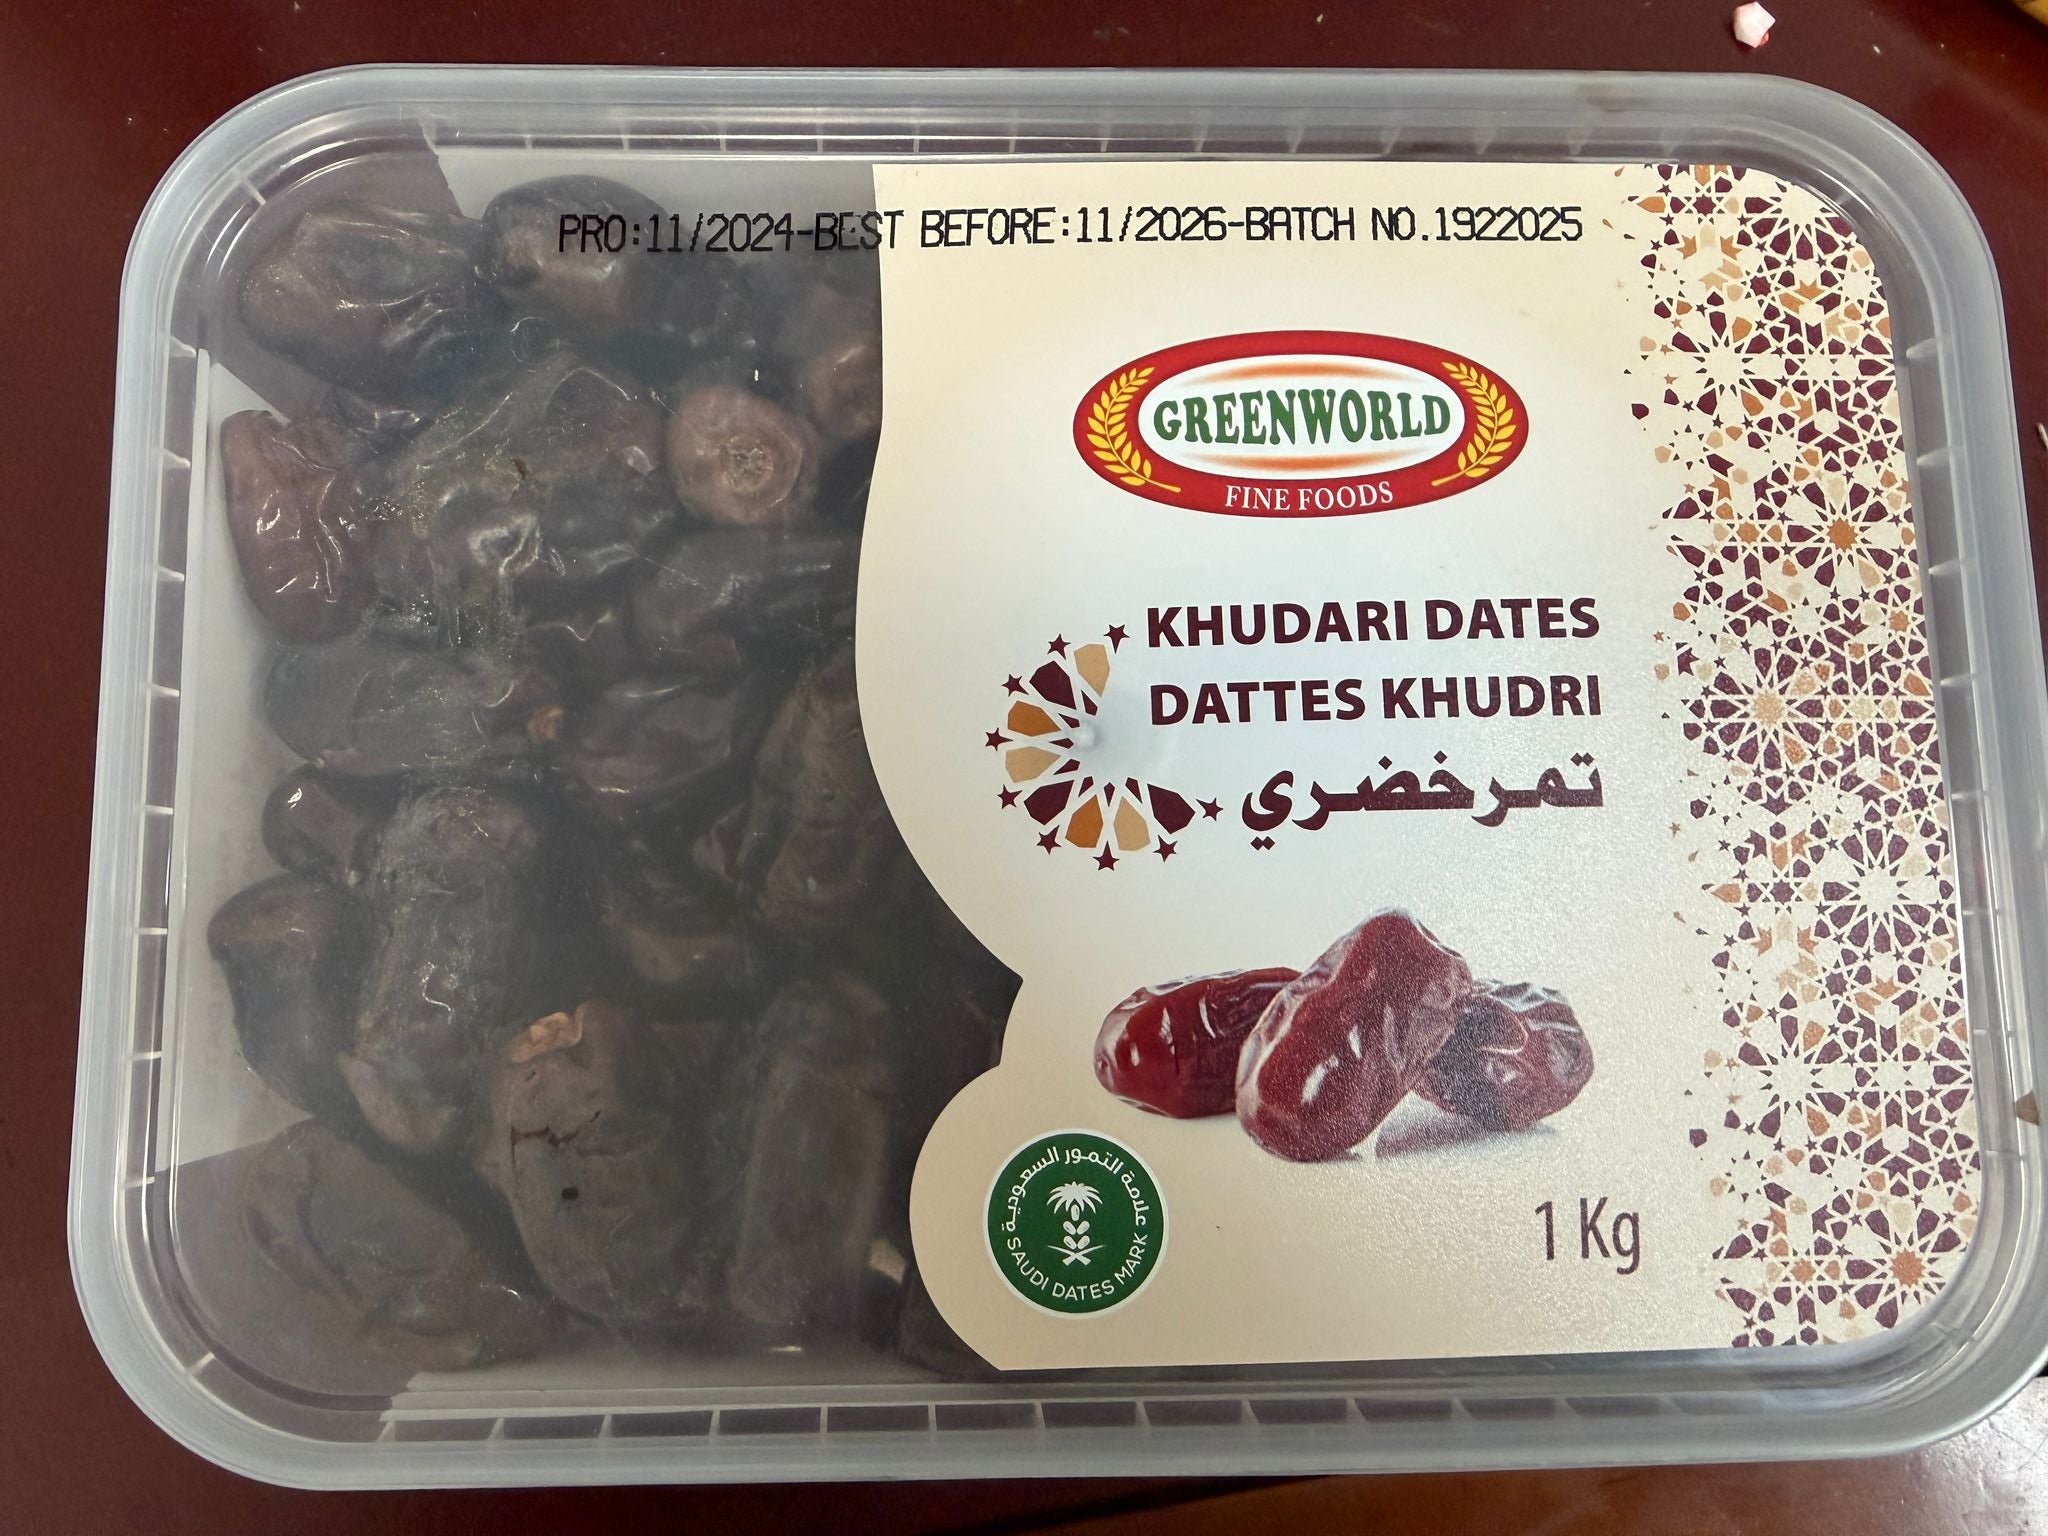 PRO:11/2024-BEST BEFORE:11/2026-BATCH NO.1922025
GREENWORLD
FINE FOODS
KHUDARI DATES
DATTES KHUDRI
تمر خضري
علامة التمور السعودية
SAUDI DATES MARK
1 Kg